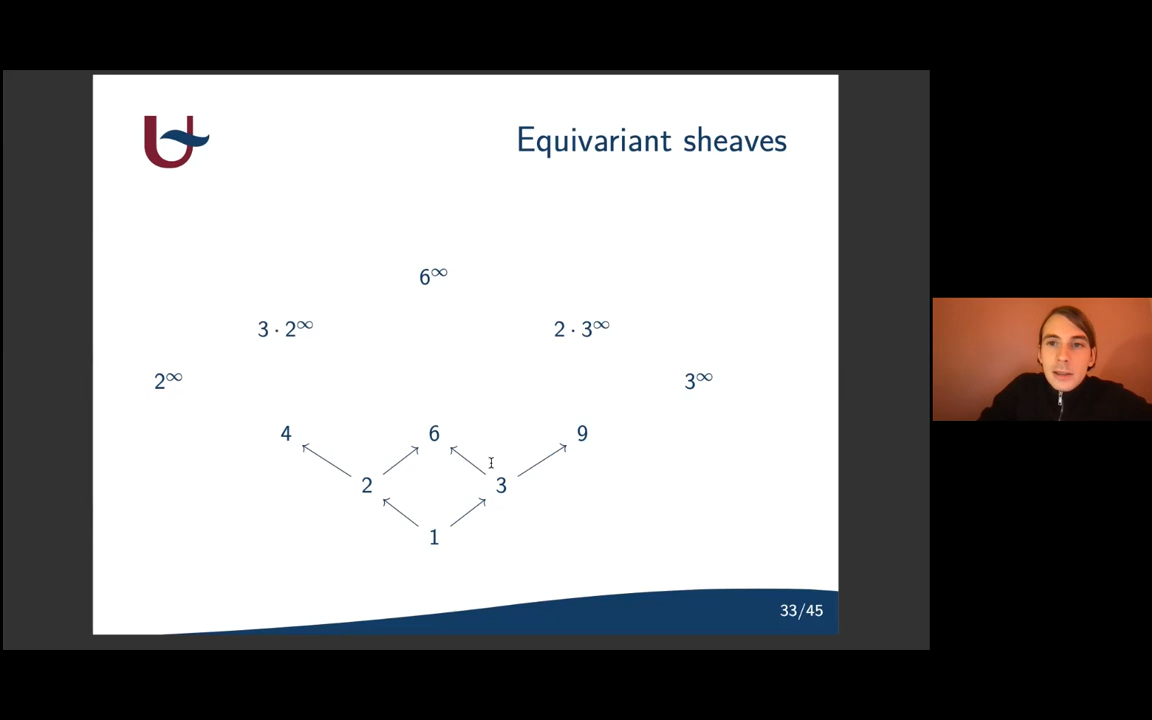 Equivariant sheaves
6^∞
3 · 2^∞ 2 · 3^∞
2^∞ 3^∞
4 6 9
2 3
1
33/45